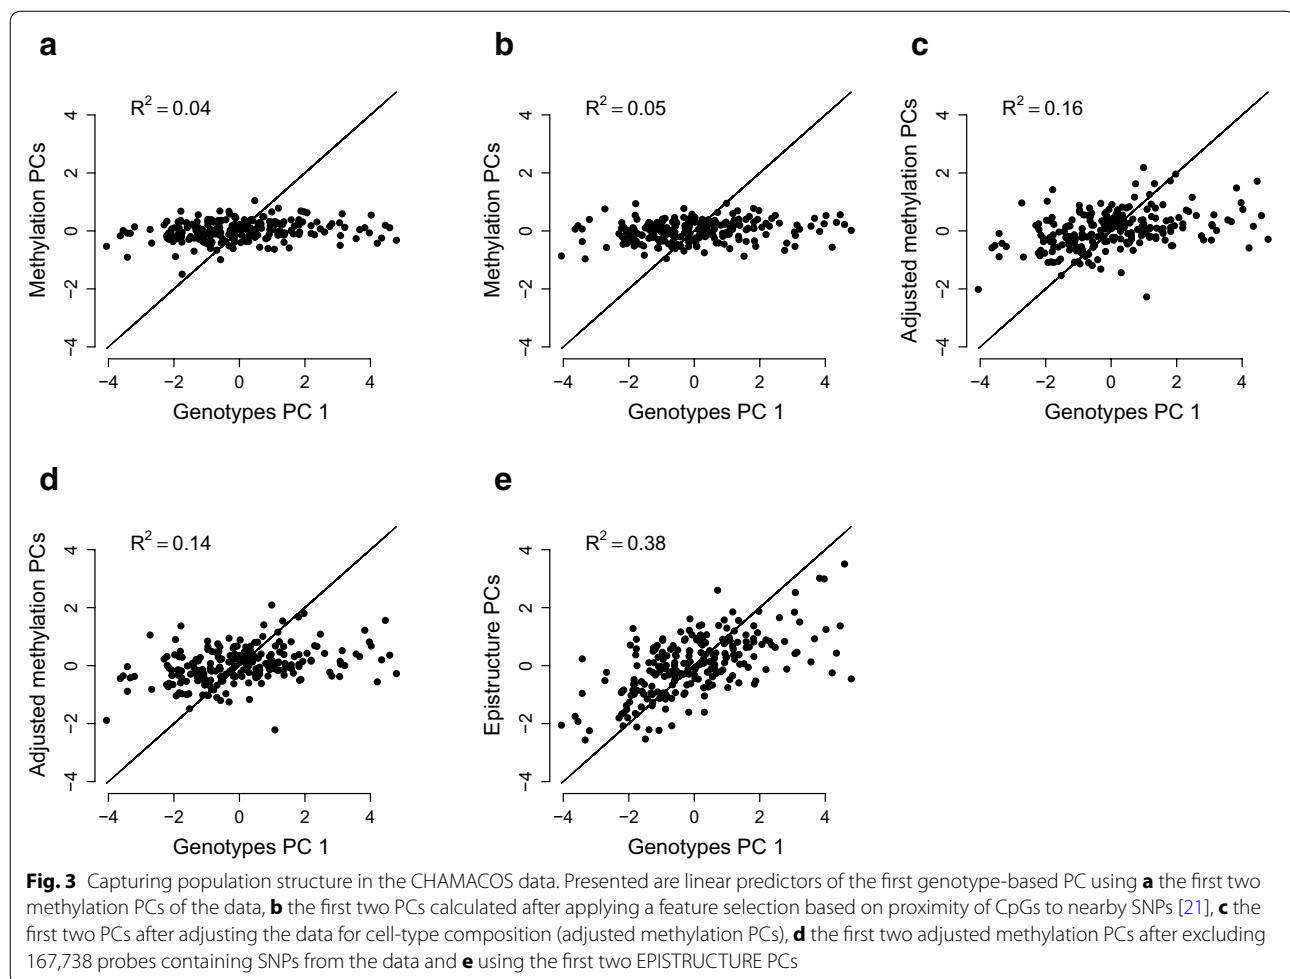 a
b
c
R² = 0.04
R² = 0.05
R² = 0.16
Methylation PCs
Methylation PCs
Adjusted methylation PCs
4
2
0
−2
−4
4
2
0
−2
−4
4
2
0
−2
−4
−4 −2 0 2 4
−4 −2 0 2 4
−4 −2 0 2 4
Genotypes PC 1
Genotypes PC 1
Genotypes PC 1
d
e
R² = 0.14
R² = 0.38
Adjusted methylation PCs
Epistructure PCs
4
2
0
−2
−4
4
2
0
−2
−4
−4 −2 0 2 4
−4 −2 0 2 4
Genotypes PC 1
Genotypes PC 1
Fig. 3 Capturing population structure in the CHAMACOS data. Presented are linear predictors of the first genotype-based PC using a the first two
methylation PCs of the data, b the first two PCs calculated after applying a feature selection based on proximity of CpGs to nearby SNPs [21], c the
first two PCs after adjusting the data for cell-type composition (adjusted methylation PCs), d the first two adjusted methylation PCs after excluding
167,738 probes containing SNPs from the data and e using the first two EPISTRUCTURE PCs